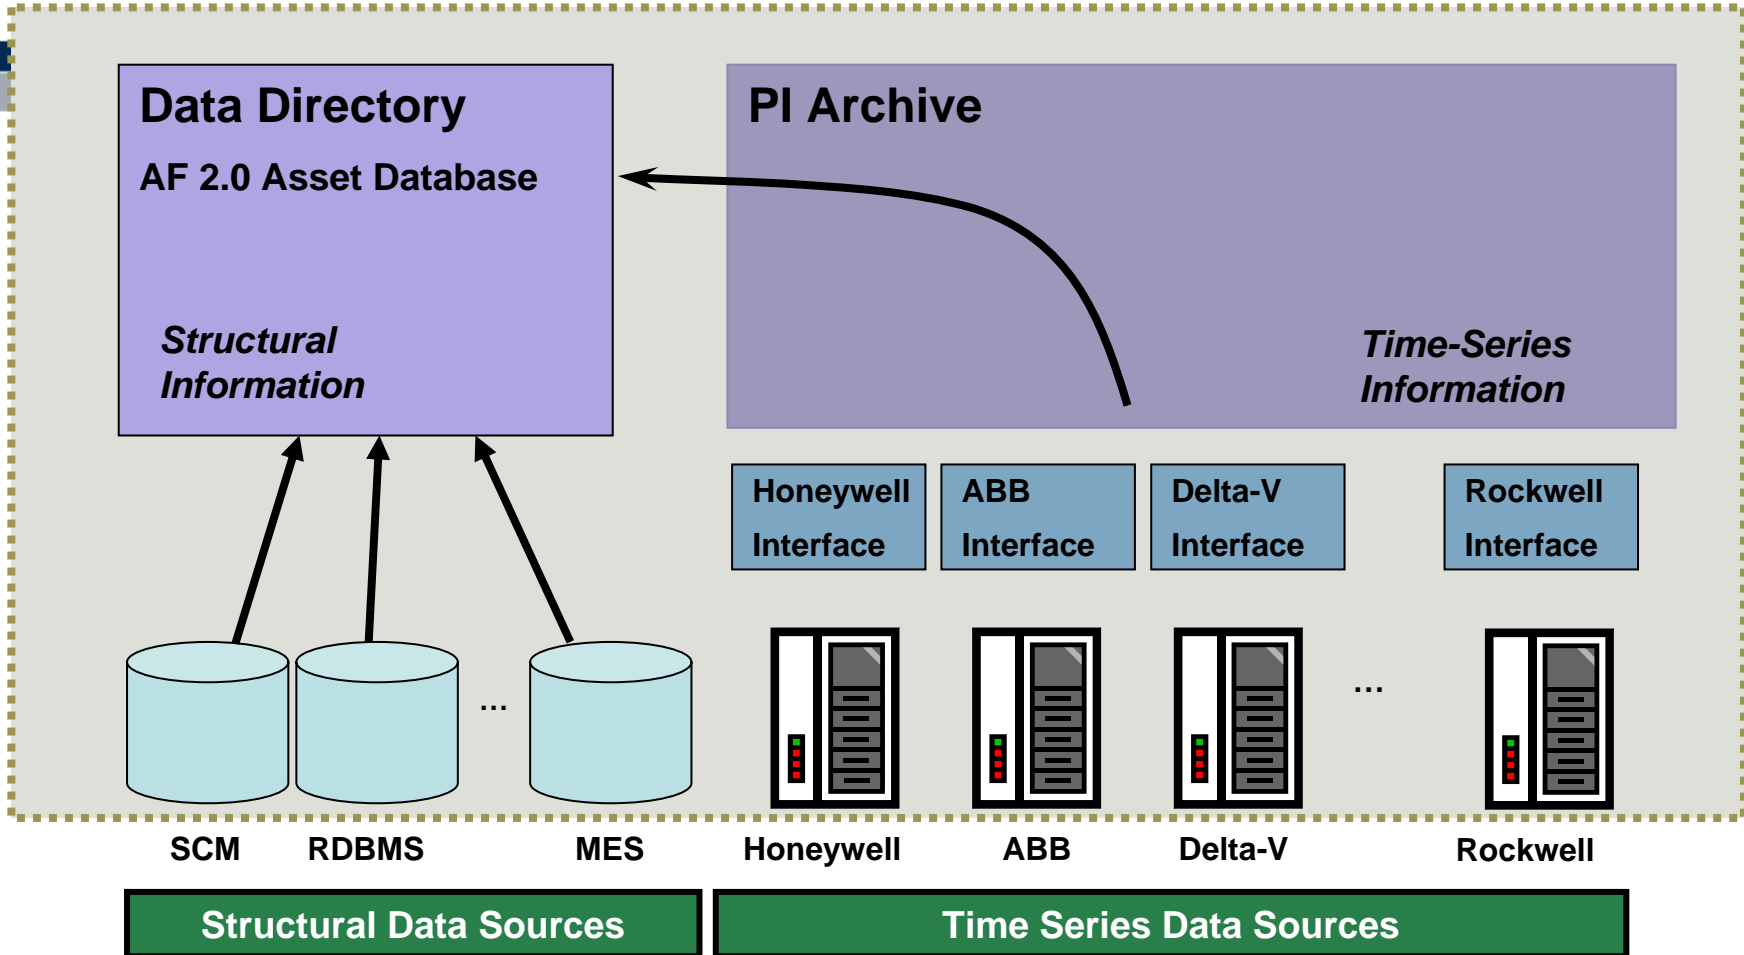 Data Directory
AF 2.0 Asset Database
Structural
Information
PI Archive
Time-Series
Information
Honeywell
Interface
ABB
Interface
Delta-V
Interface
Rockwell
Interface
...
...
SCM
RDBMS
MES
Honeywell
ABB
Delta-V
Rockwell
Structural Data Sources
Time Series Data Sources